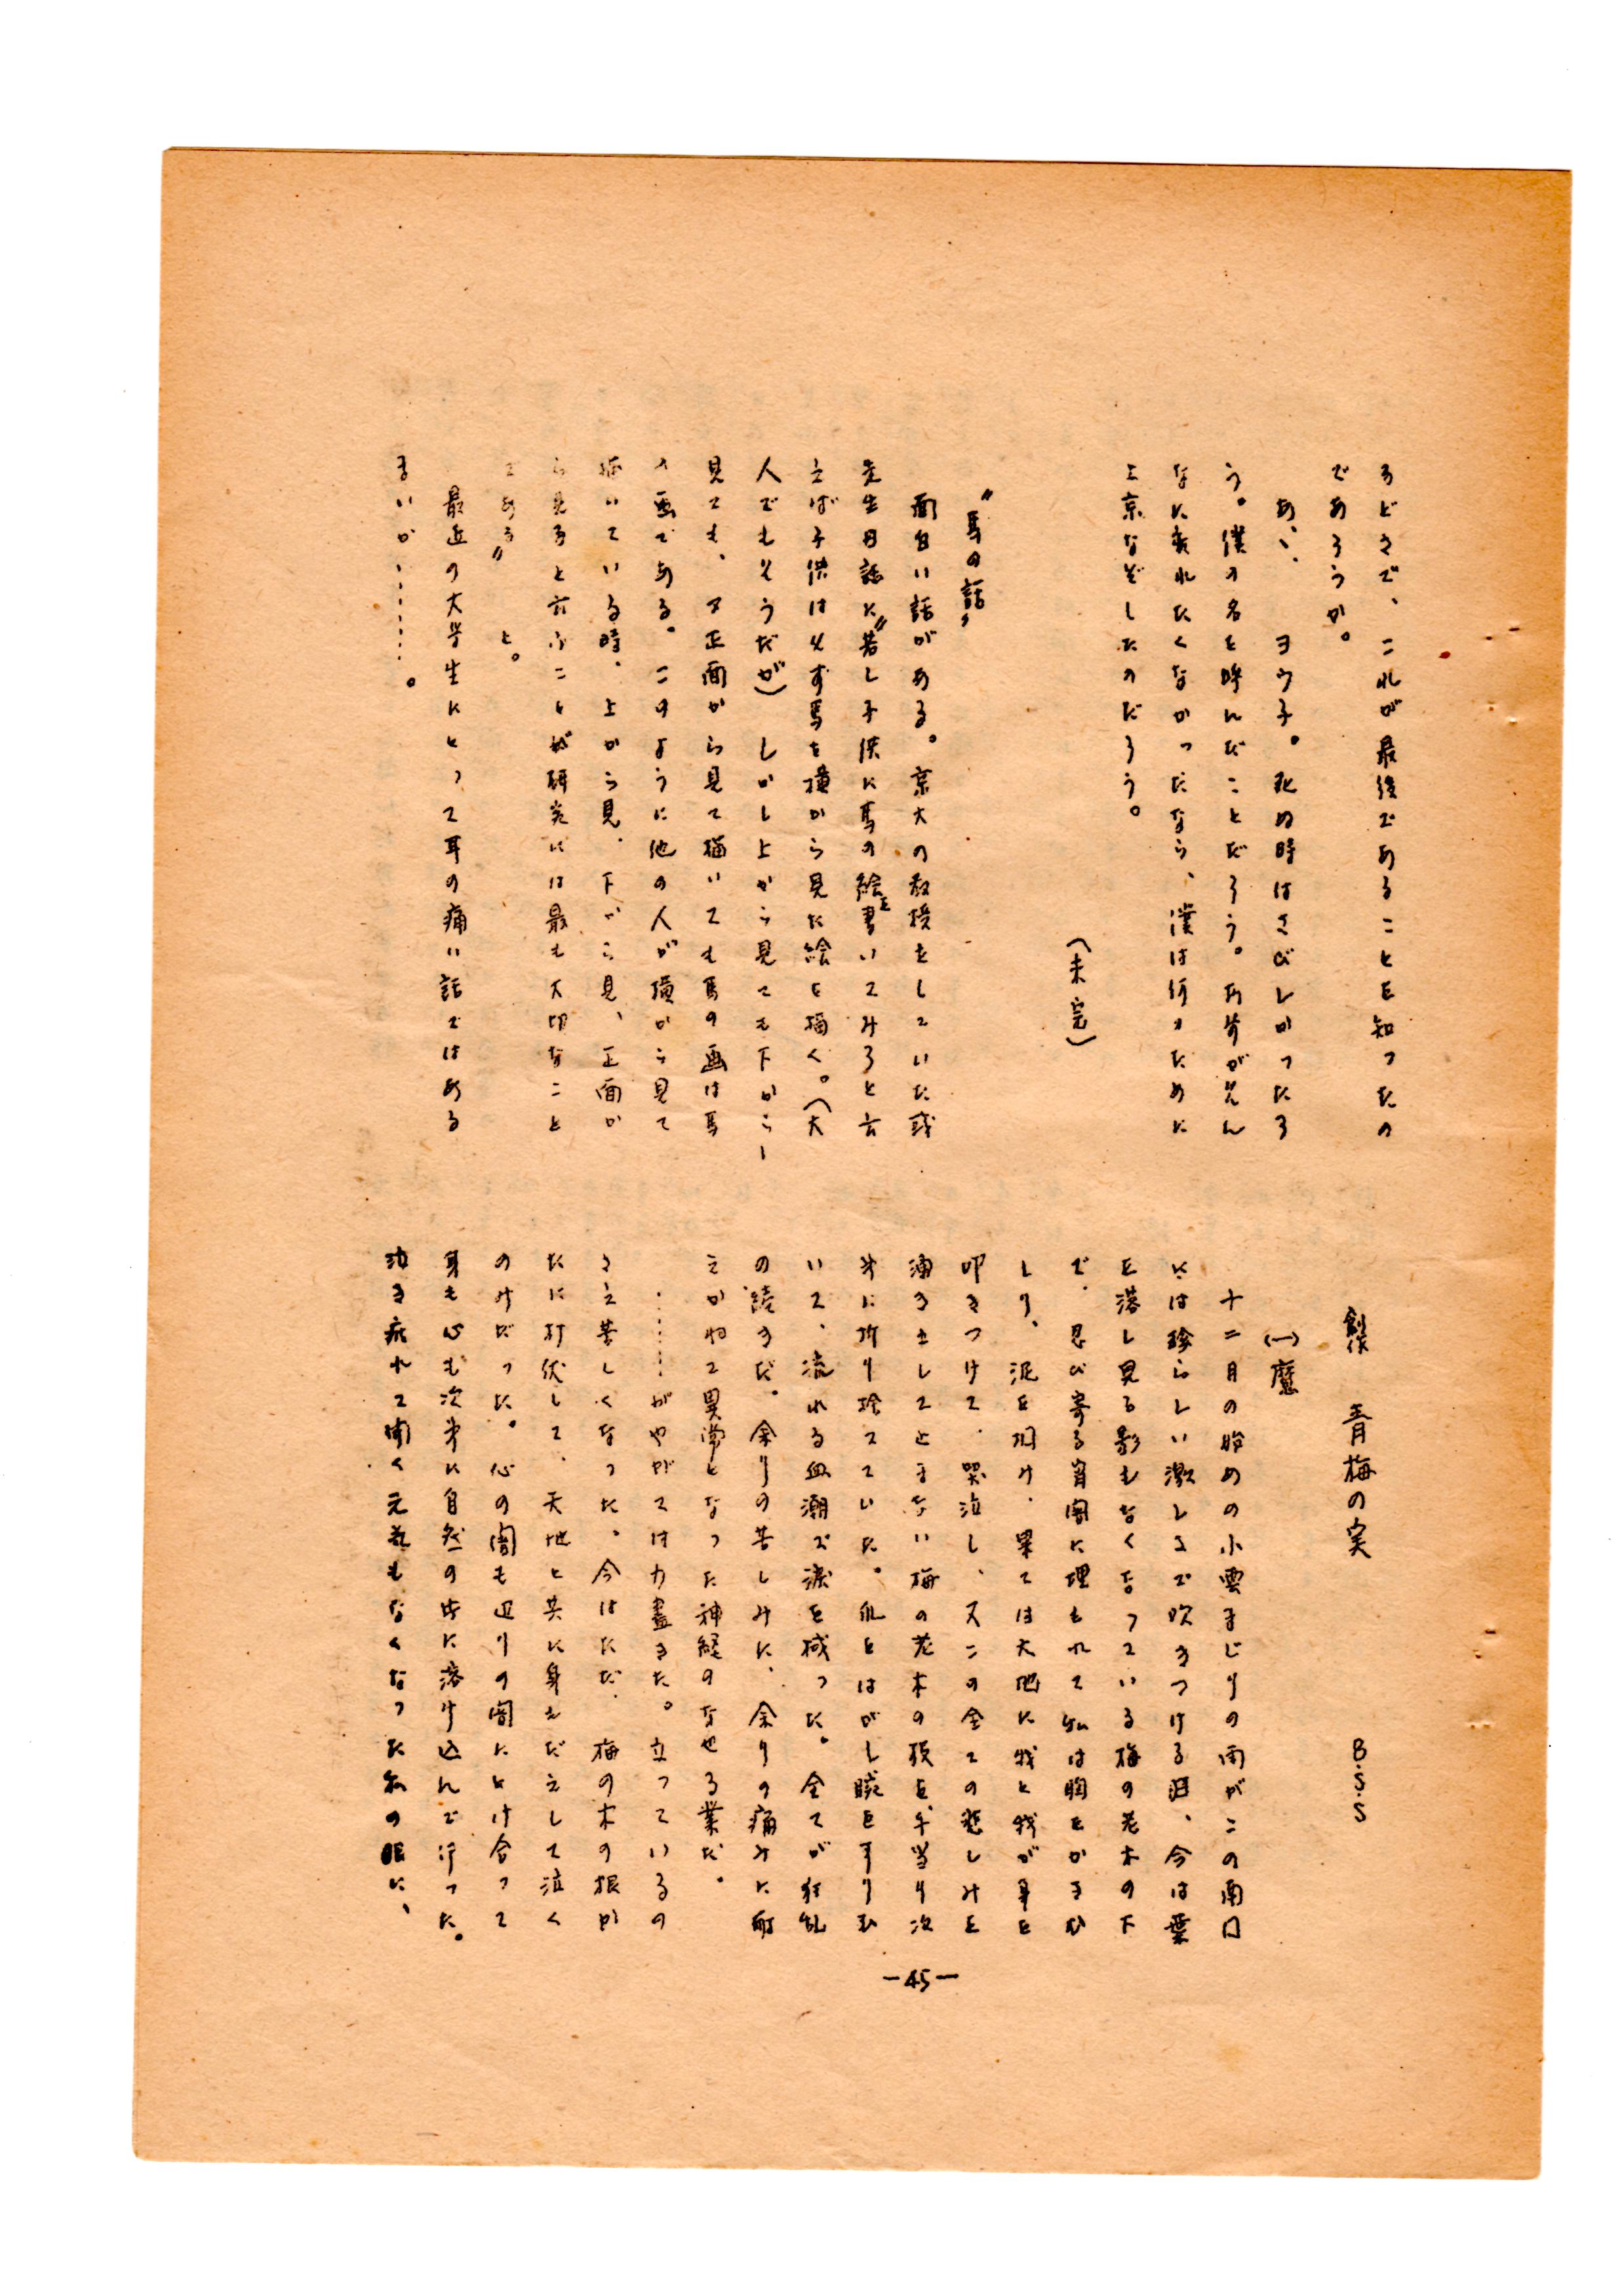 ろどきで、これが最後であることを知ったの
であろうか。
あゝ、ヨウ子。死ぬ時はさびしかったろ
う。僕の名を呼んだことだろう。お前がそん
なに変れたくなかったなら、僕は何のために
上京なぞしたのだろう。
(未完)
〝馬の話〟
面白い話がある。京大の教授をしていた或
先生曰話に〝若し子供に馬の絵を書いてみろと云
えば子供は必ず馬を横から見た絵を描く。(大
人でもそうだが)しかし上から見ても下からー
見ても、又正面から見て描いても馬の画は馬
の画である。このように他の人が横から見て
描いている時、上から見、下から見、正面か
ら見ると云ふことが研究には最も大切なこと
である〟と。
最近の大学生にとって耳の痛い話ではある
まいか……。
創作 青梅の実 B.S.S
(一)魔
十二月の始めの小雲まじりの雨がこの南国
には珍らしい激しさで吹きつける廻、今は葉
を落し見る影もなくなっている梅の老木の下
で、忍び寄る宵闇に埋もれて私は胸をかきむ
しり、泥を掴け、果ては大地に我と我が身を
叩きつけて、哭泣し、又この全ての悲しみを
涌きましてとまない梅の老木の枝を手当り次
第に折り捨てていた。爪をはがし腕をすりむ
いて、流れる血潮で涙を拭った。全てが狂乱
の続きだ。余りの苦しみに、余りの痛みに耐
えかねて異常となった神経のなせる業だ。
……がやがては力盡きた。立っているの
さえ苦しくなった。今はただ、梅の木の根か
たに打伏して、天地と共に身もだえして泣く
のみだった。心の闇も辺りの闇にとけ合って
身も心も次第に自然の中に溶け込んで行った。
泣き疲れて開く元気もなくなった私の眼に、
-45-